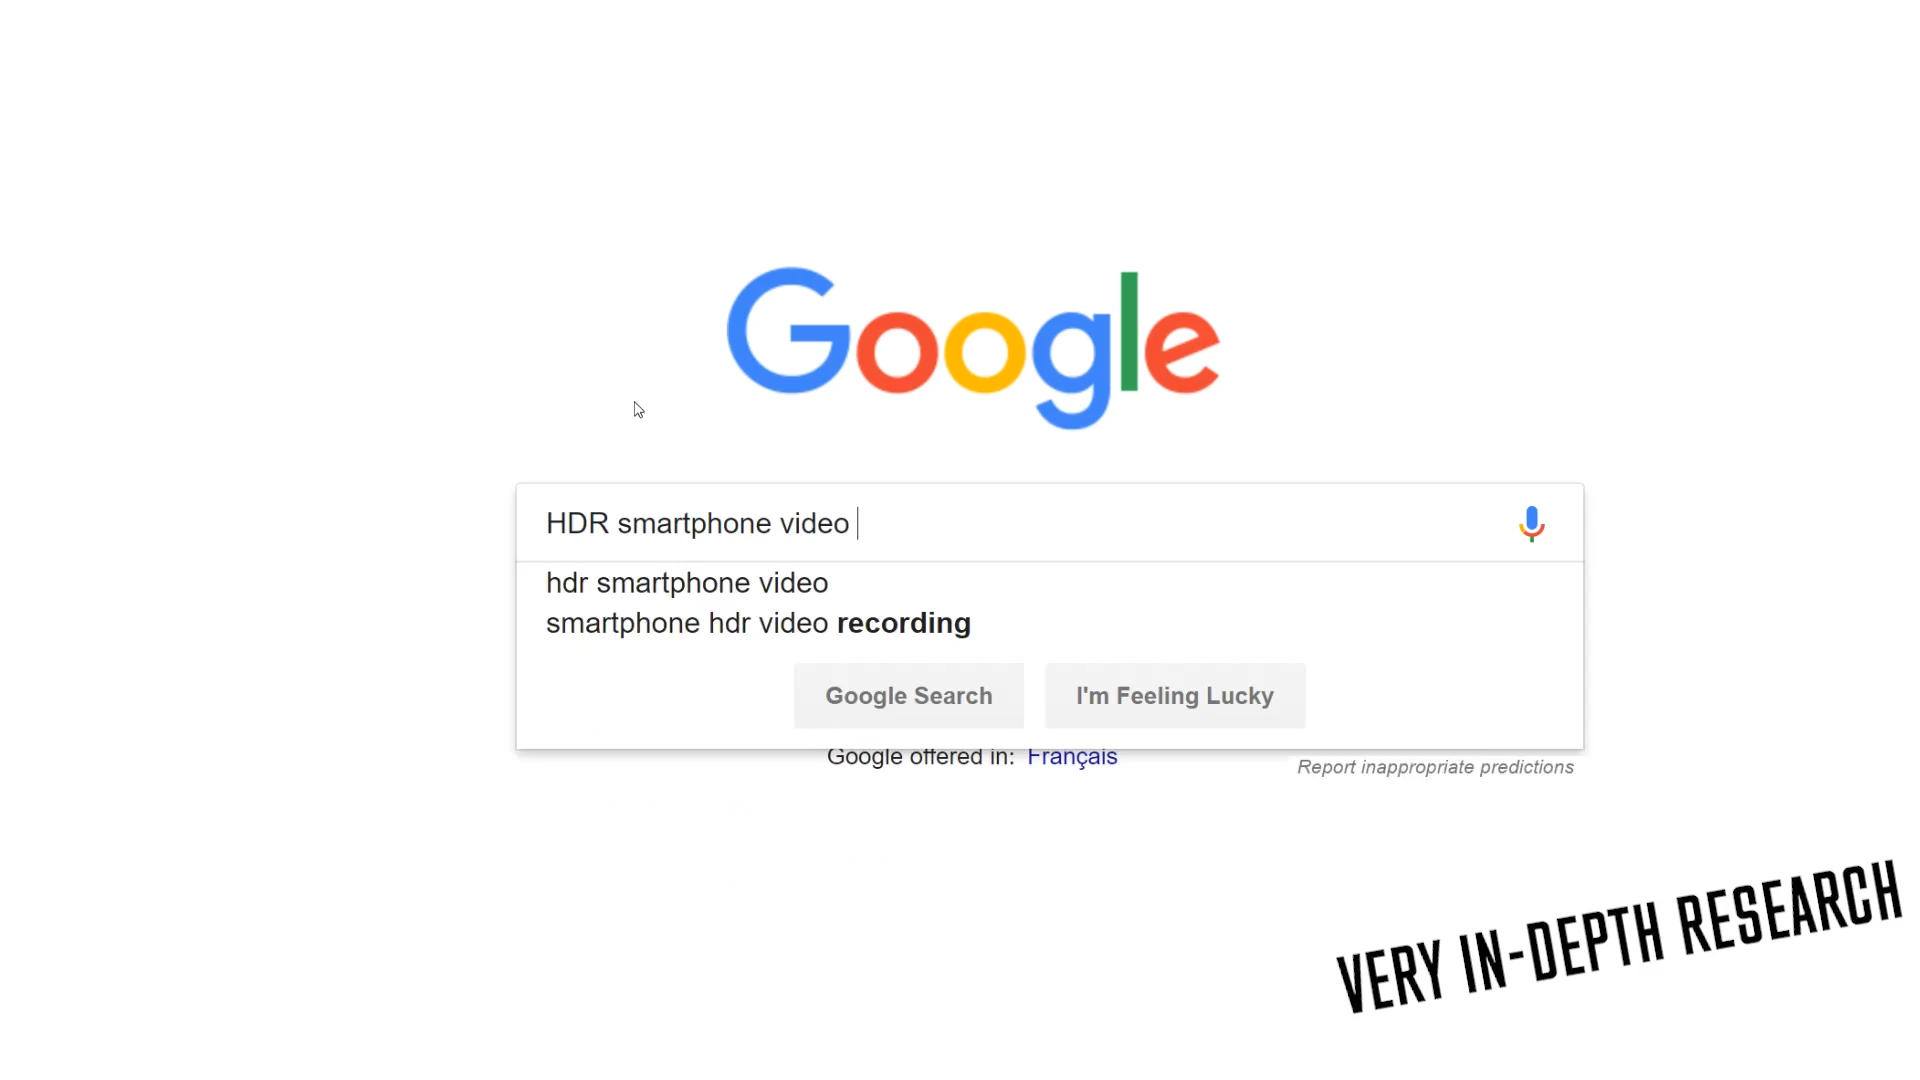 Google
HDR smartphone video
hdr smartphone video
smartphone hdr video recording
Google Search
I'm Feeling Lucky
Google offered in: Français
Report inappropriate predictions
VERY IN-DEPTH RESEARCH